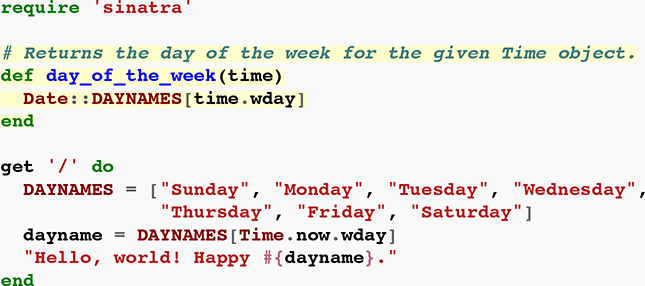 require 'sinatra'
# Returns the day of the week for the given Time object.
def day_of_the_week(time)
  Date::DAYNAMES[time.wday]
end
get '/' do
  DAYNAMES = ["Sunday", "Monday", "Tuesday", "Wednesday",
              "Thursday", "Friday", "Saturday"]
  dayname = DAYNAMES[Time.now.wday]
  "Hello, world! Happy #{dayname}."
end